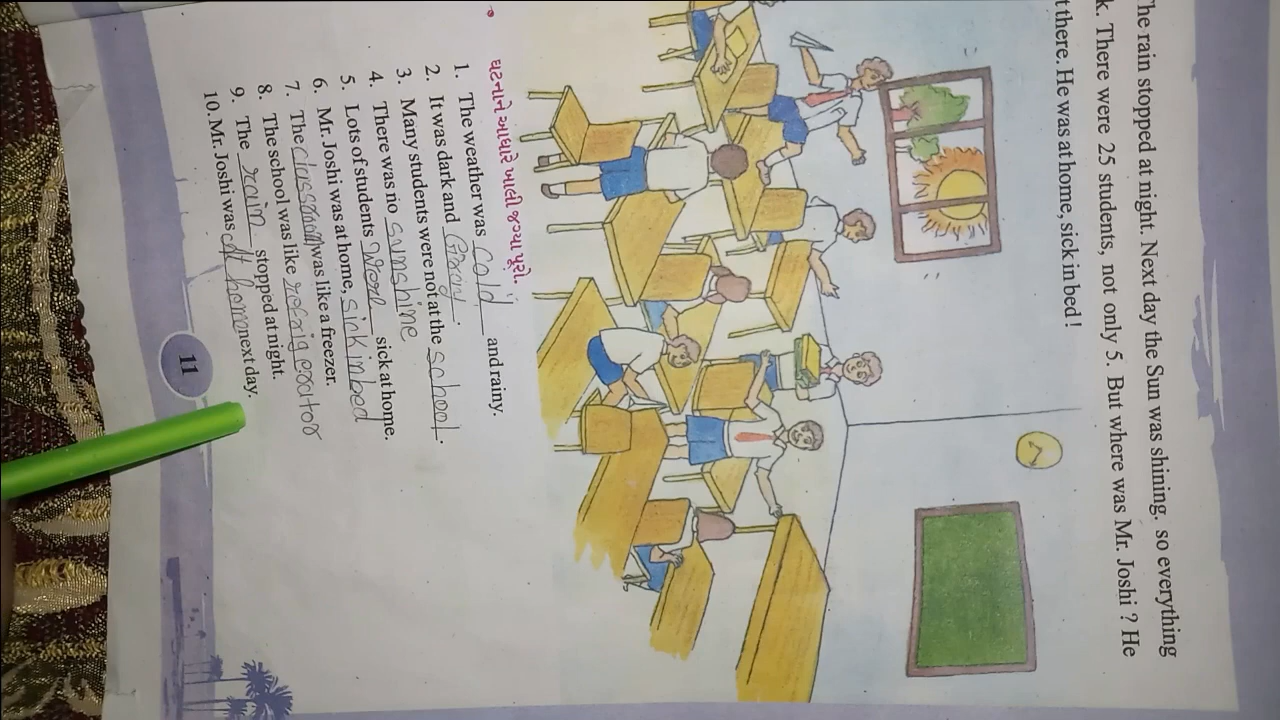 he rain stopped at night. Next day the Sun was shining. so everything
k. There were 25 students, not only 5. But where was Mr. Joshi ? He
t there. He was at home, sick in bed !
ઘટનાને આધારે ખાલી જગ્યા પૂરો.
1. The weather was cold and rainy.
2. It was dark and
3. Many students were not at the school.
4. There was no sunshine
5. Lots of students were sick at home.
6. Mr. Joshi was at home, sick in bed
7. The classroom was like a freezer.
8. The school was like
9. The rain stopped at night.
10. Mr. Joshi was at home next day.
11